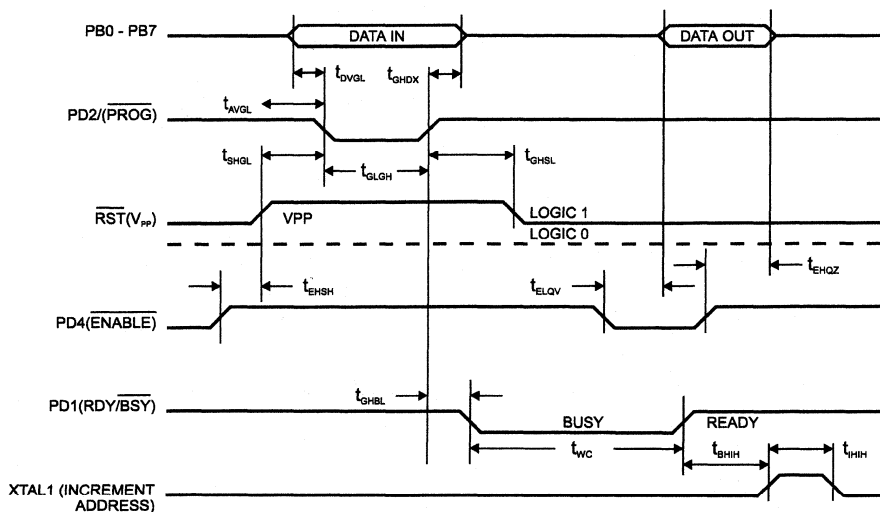 PB0 - PB7
DATA IN
DATA OUT
tDVGL
tGHDX
tAVGL
PD2/(PROG)
tSHGL
tGLGH
tGHSL
RST(VPP)
VPP
LOGIC 1
LOGIC 0
tEHSH
tELQV
tEHQZ
PD4(ENABLE)
tGHBL
PD1(RDY/BSY)
BUSY
READY
tWC
tBHIH
tIHIH
XTAL1 (INCREMENT
ADDRESS)